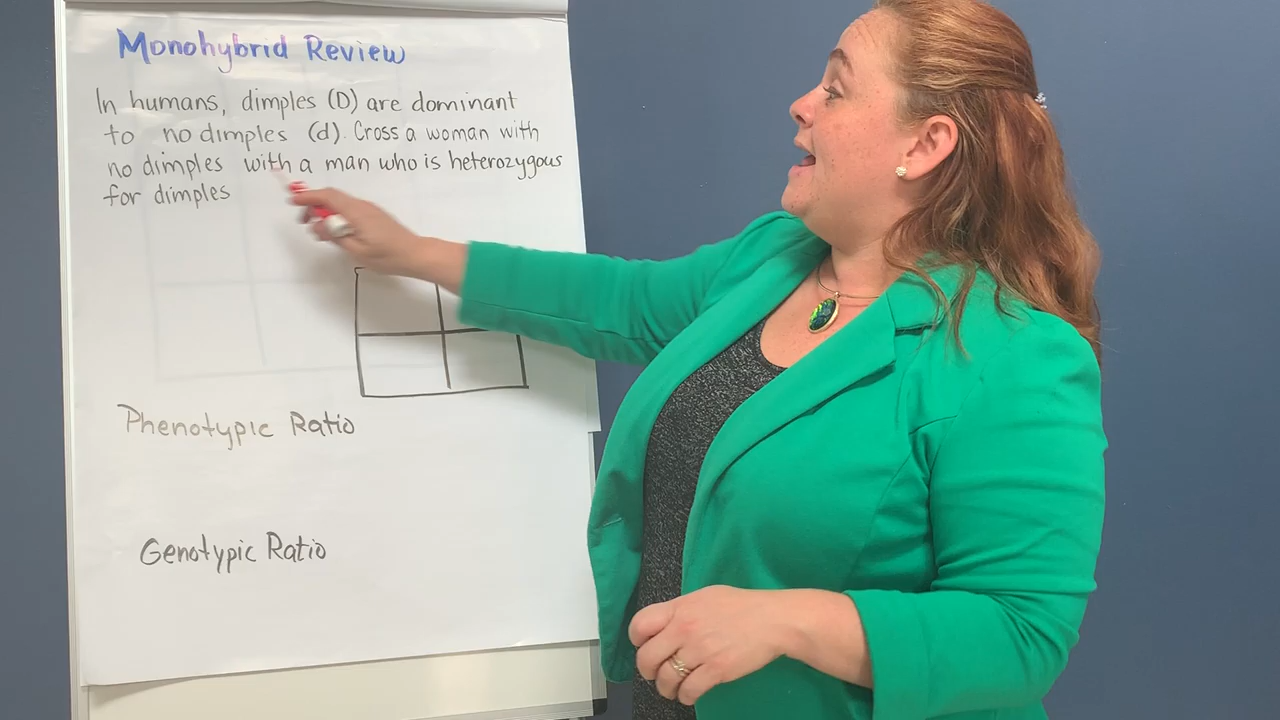 Monohybrid Review
In humans, dimples (D) are dominant
to no dimples (d). Cross a woman with
no dimples with a man who is heterozygous
for dimples
Phenotypic Ratio
Genotypic Ratio